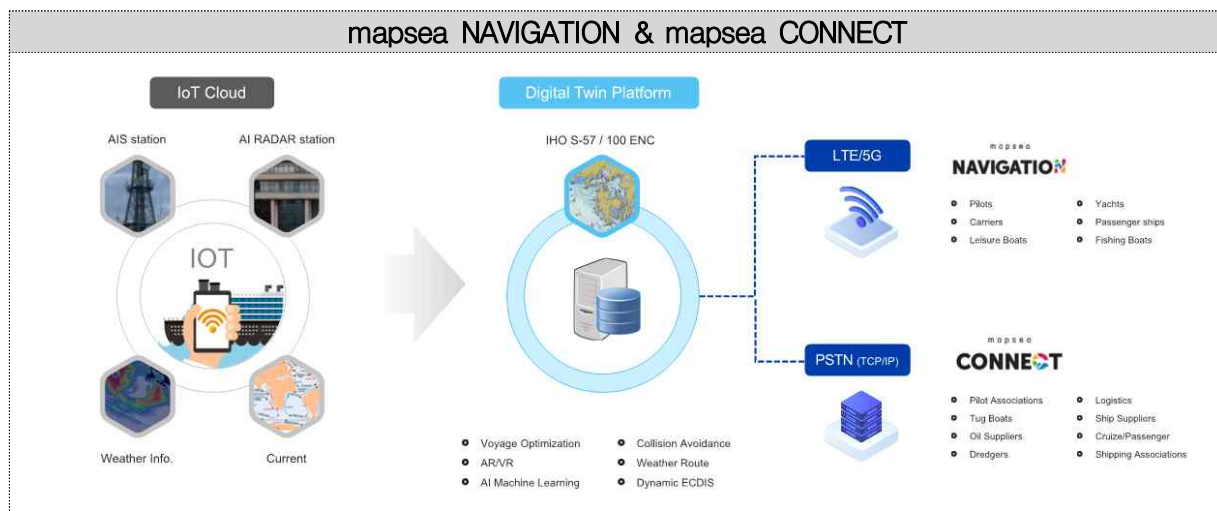 mapsea NAVIGATION & mapsea CONNECT
IoT Cloud
AIS station
AI RADAR station
IOT
Weather Info.
Current
Digital Twin Platform
IHO S-57 / 100 ENC
Voyage Optimization
Collision Avoidance
AR/VR
Weather Route
AI Machine Learning
Dynamic ECDIS
LTE/5G
mapsea
NAVIGATION
Pilots
Yachts
Carriers
Passenger ships
Leisure Boats
Fishing Boats
PSTN (TCP/IP)
mapsea
CONNECT
Pilot Associations
Logistics
Tug Boats
Ship Suppliers
Oil Suppliers
Cruize/Passenger
Dredgers
Shipping Associations